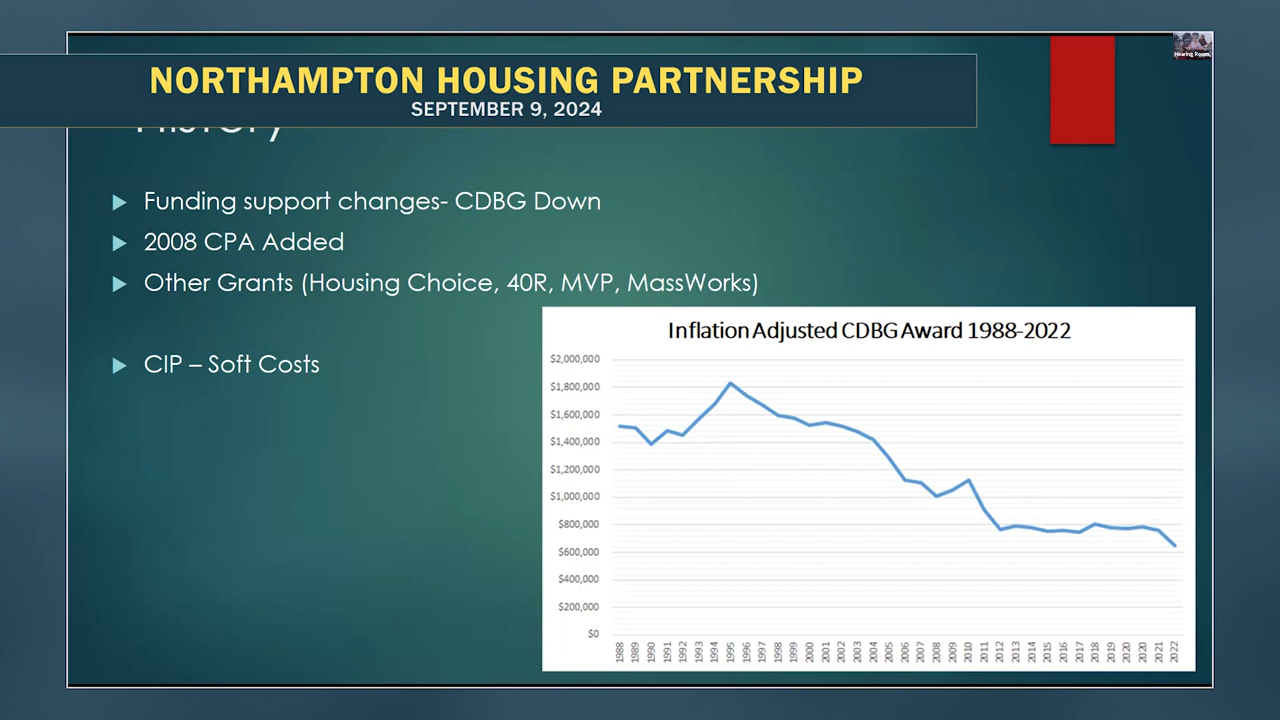 Hearing Room,
NORTHAMPTON HOUSING PARTNERSHIP
SEPTEMBER 9, 2024
History
Funding support changes- CDBG Down
2008 CPA Added
Other Grants (Housing Choice, 40R, MVP, MassWorks)
CIP – Soft Costs
Inflation Adjusted CDBG Award 1988-2022
$2,000,000
$1,800,000
$1,600,000
$1,400,000
$1,200,000
$1,000,000
$800,000
$600,000
$400,000
$200,000
$0
1988 1989 1990 1991 1992 1993 1994 1995 1996 1997 1998 1999 2000 2001 2002 2003 2004 2005 2006 2007 2008 2009 2010 2011 2012 2013 2014 2015 2016 2017 2018 2019 2020 2020 2021 2022